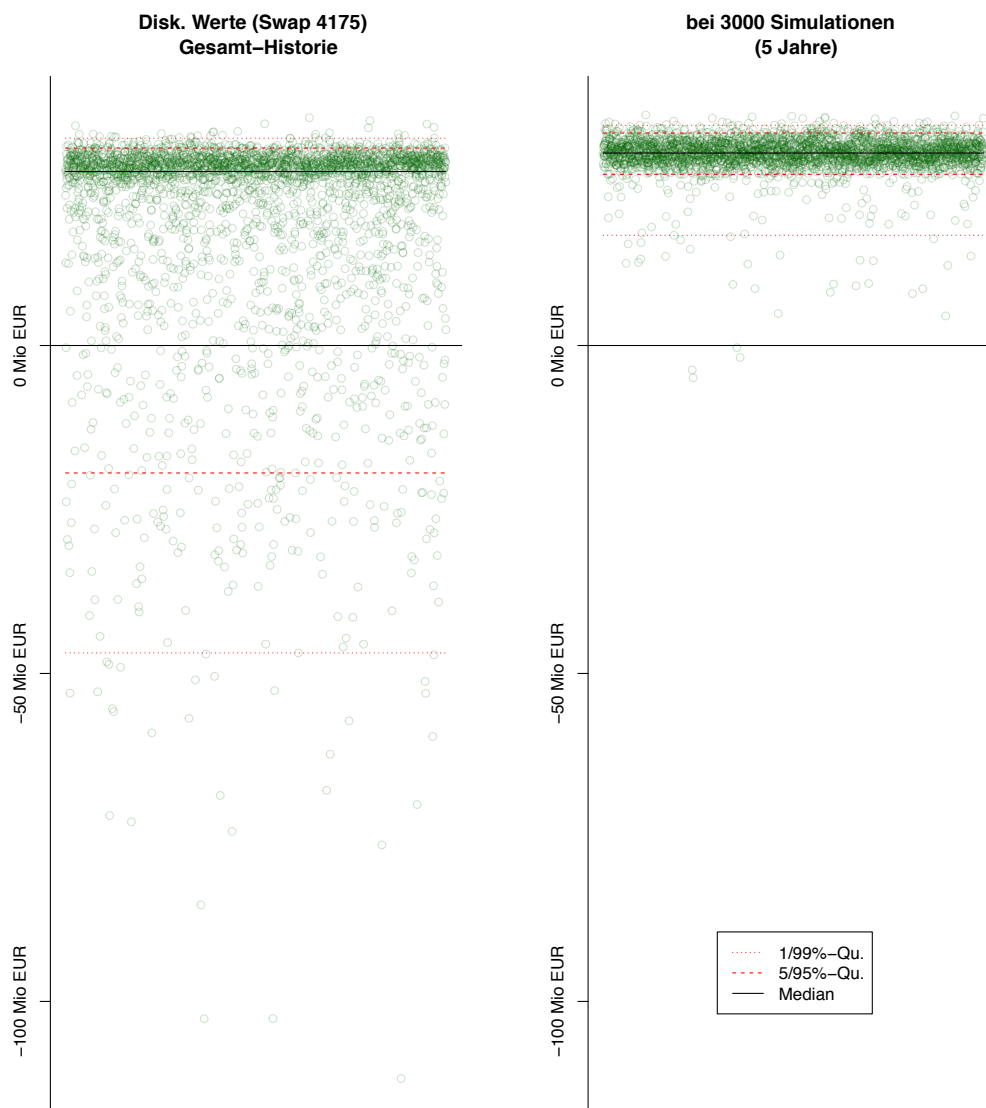 Disk. Werte (Swap 4175)
Gesamt−Historie
bei 3000 Simulationen
(5 Jahre)
0 Mio EUR
−50 Mio EUR
−100 Mio EUR
0 Mio EUR
−50 Mio EUR
−100 Mio EUR
1/99%−Qu.
5/95%−Qu.
Median